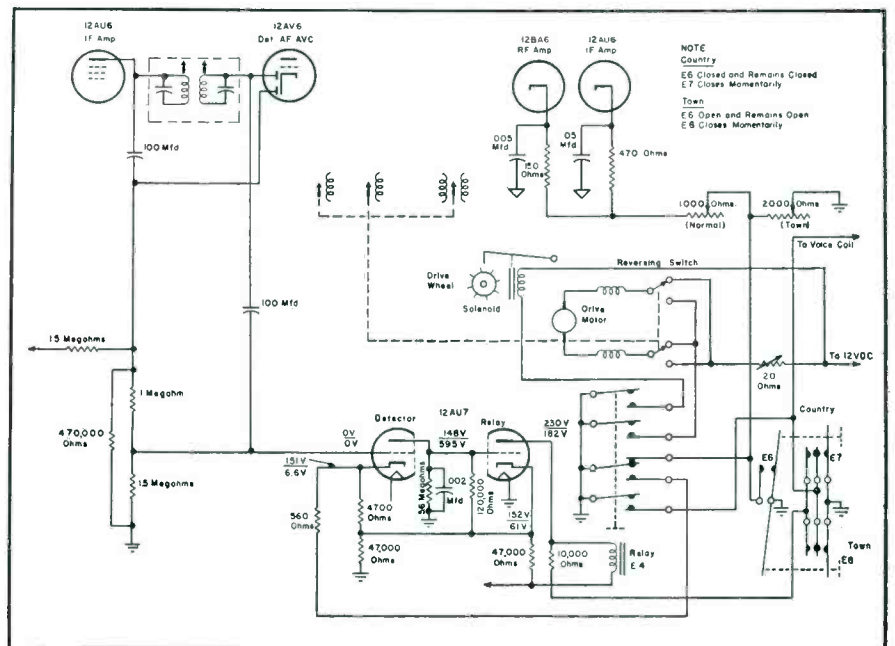 12AU6
IF Amp
12AV6
Det AF AVC
12BA6
RF Amp
12AU6
IF Amp
NOTE
Country
E6 Closed and Remains Closed
E7 Closes Momentarily
Town
E6 Open and Remains Open
E8 Closes Momentarily
.005
Mfd
150
Ohms
.05
Mfd
470 Ohms
100 Mfd
1000 Ohms
(Normal)
2000 Ohms
(Town)
To Voice Coil
Reversing Switch
Drive
Wheel
Solenoid
Drive
Motor
100 Mfd
1.5 Megohms
To 12VDC
20
Ohms
1 Megohm
470,000
Ohms
Country
Detector
12AU7
Relay
0V
0V
148V
59.5V
230V
182V
E6
E7
151V
6.6V
1.5 Megohms
560
Ohms
4700
Ohms
56 Megohms
.002
Mfd
120,000
Ohms
152V
61V
47,000
Ohms
47,000
Ohms
10,000
Ohms
Relay
E4
Town
E8